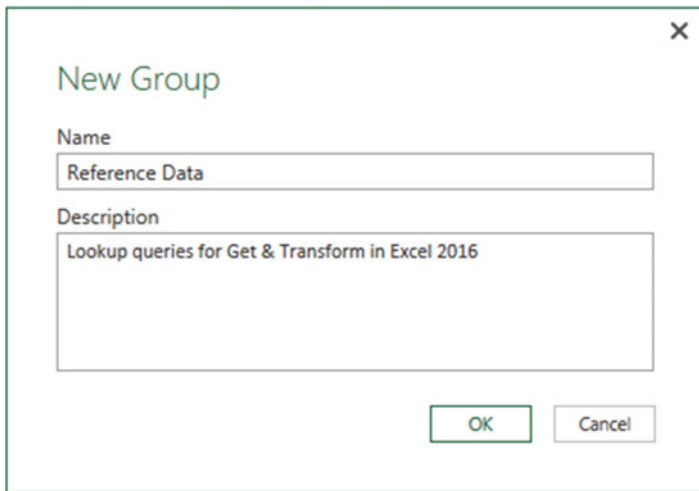 New Group
Name
Reference Data
Description
Lookup queries for Get & Transform in Excel 2016
OK Cancel